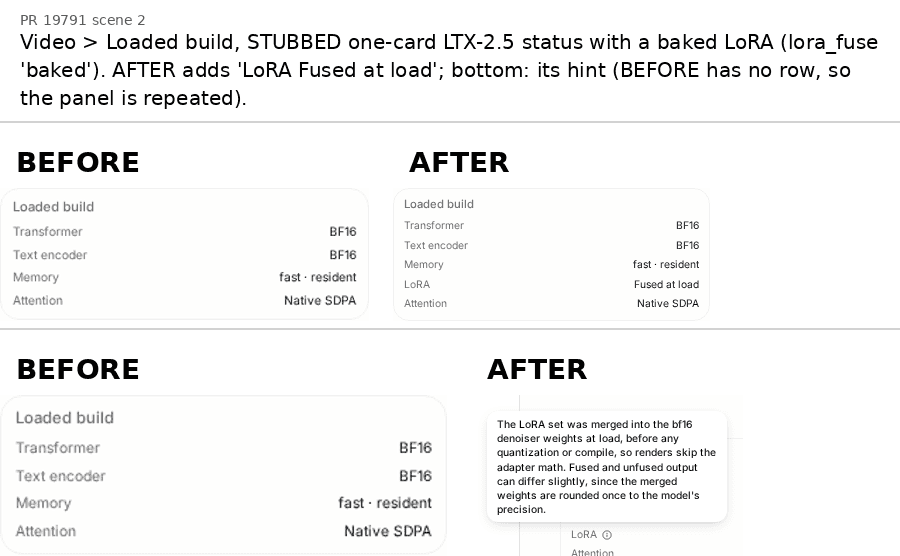 PR 19791 scene 2
Video > Loaded build, STUBBED one-card LTX-2.5 status with a baked LoRA (lora_fuse
'baked'). AFTER adds 'LoRA Fused at load'; bottom: its hint (BEFORE has no row, so
the panel is repeated).
BEFORE
Loaded build
Transformer BF16
Text encoder BF16
Memory fast · resident
Attention Native SDPA
AFTER
Loaded build
Transformer BF16
Text encoder BF16
Memory fast · resident
LoRA Fused at load
Attention Native SDPA
BEFORE
Loaded build
Transformer BF16
Text encoder BF16
Memory fast · resident
Attention Native SDPA
AFTER
The LoRA set was merged into the bf16
denoiser weights at load, before any
quantization or compile, so renders skip the
adapter math. Fused and unfused output
can differ slightly, since the merged
weights are rounded once to the model's
precision.
LoRA
Attention